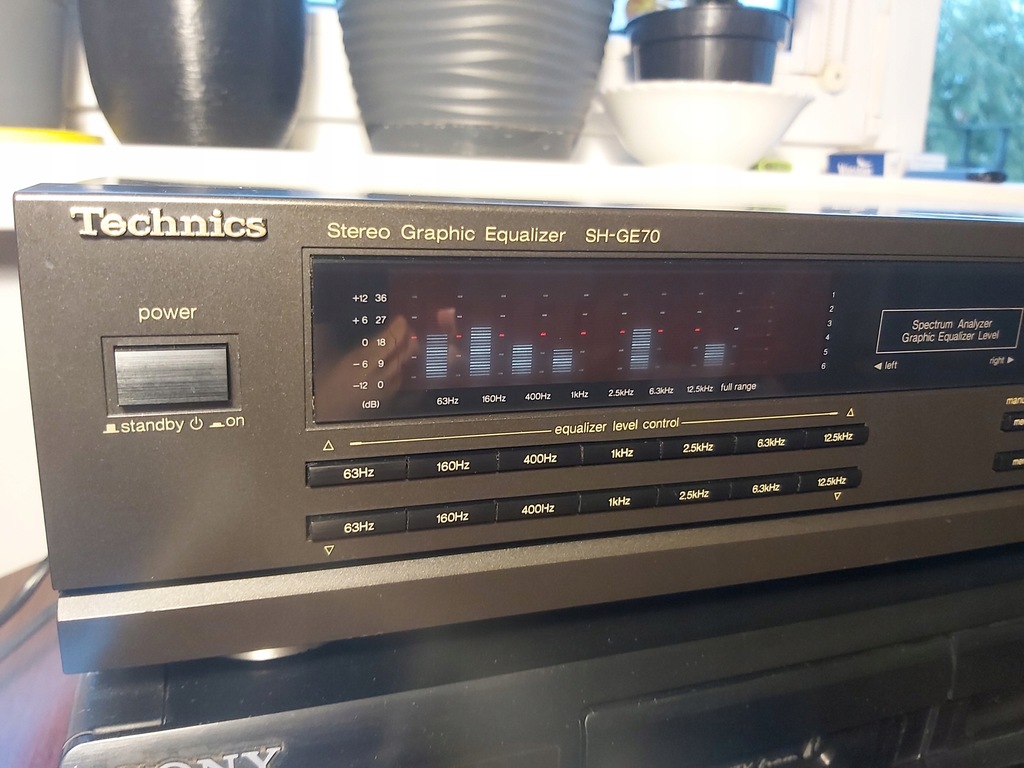 Technics
Stereo Graphic Equalizer SH-GE70
power
standby on
+12 36
+6 27
0 18
-6 9
-12 0
(dB)
63Hz 160Hz 400Hz 1kHz 2.5kHz 6.3kHz 12.5kHz full range
1
2
3
4
5
6
Spectrum Analyzer
Graphic Equalizer Level
left right
equalizer level control
63Hz 160Hz 400Hz 1kHz 2.5kHz 6.3kHz 12.5kHz
63Hz 160Hz 400Hz 1kHz 2.5kHz 6.3kHz 12.5kHz